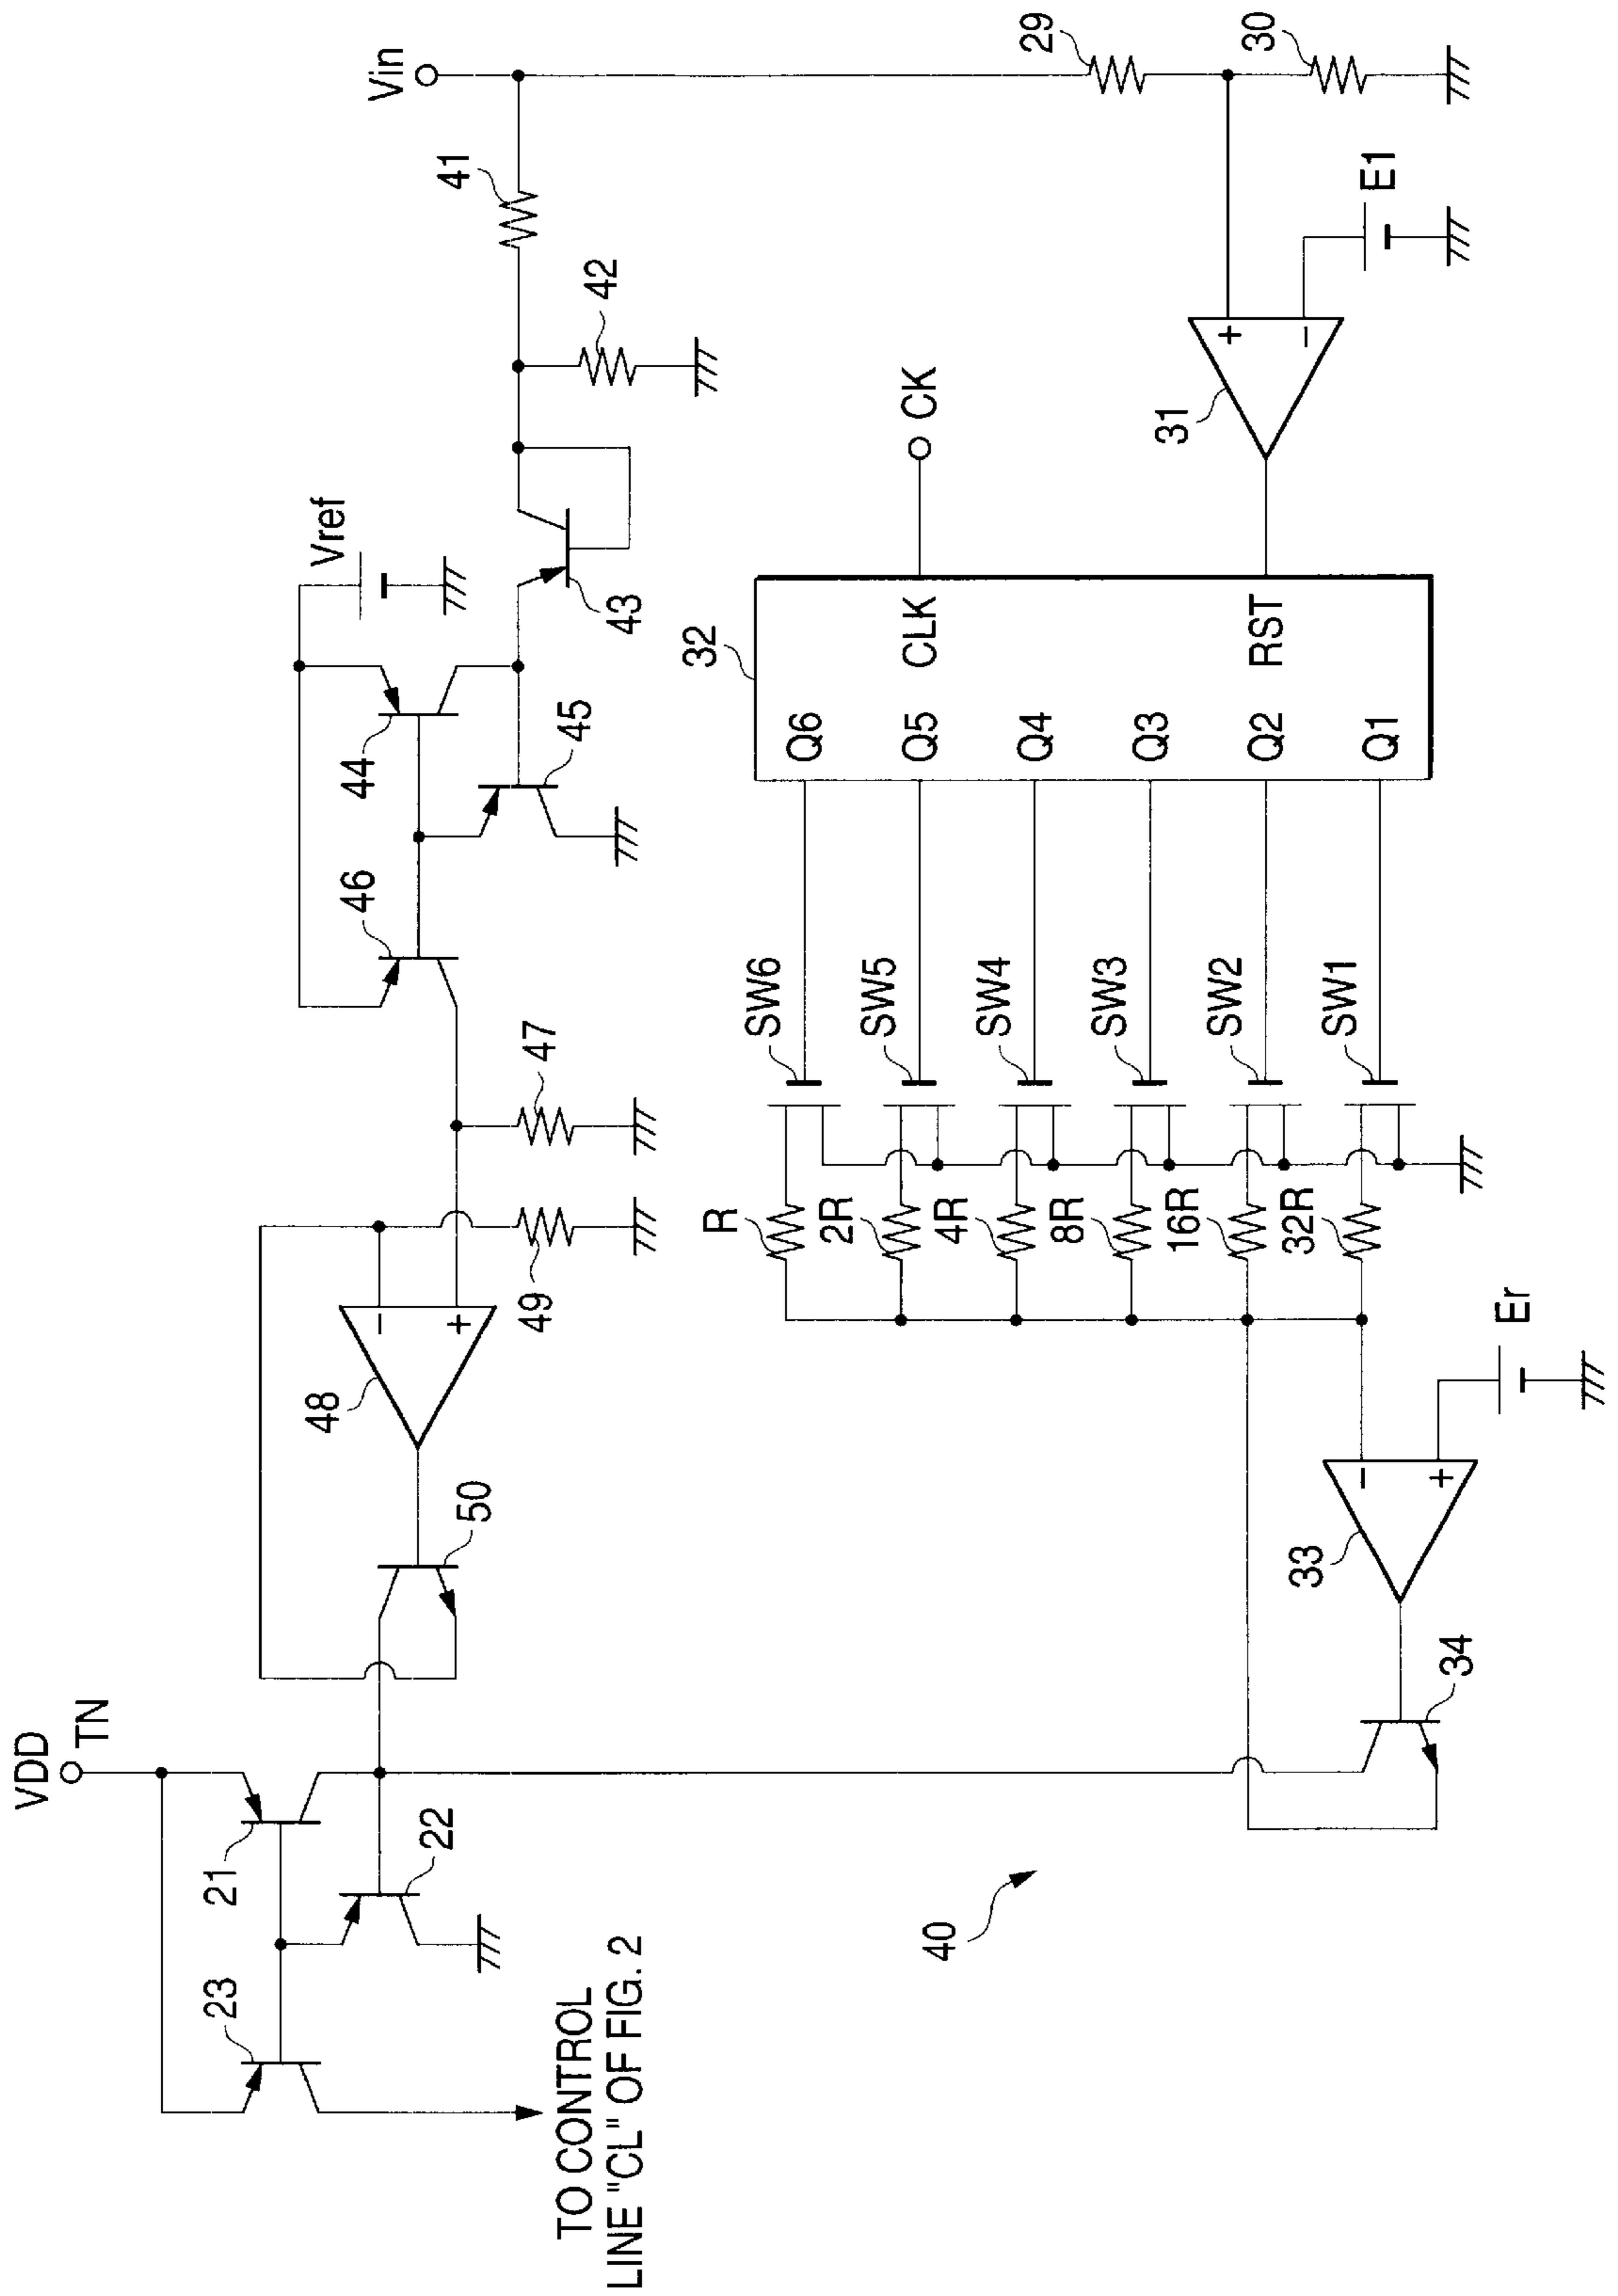 VDD
TN
23
21
22
TO CONTROL
LINE "CL" OF FIG. 2
50
48
−
+
49
47
46
44
45
Vref
43
42
41
Vin
40
34
33
−
+
Er
R
2R
4R
8R
16R
32R
SW6
SW5
SW4
SW3
SW2
SW1
32
Q6
Q5
Q4
Q3
Q2
Q1
CLK
RST
CK
31
+
−
E1
29
30